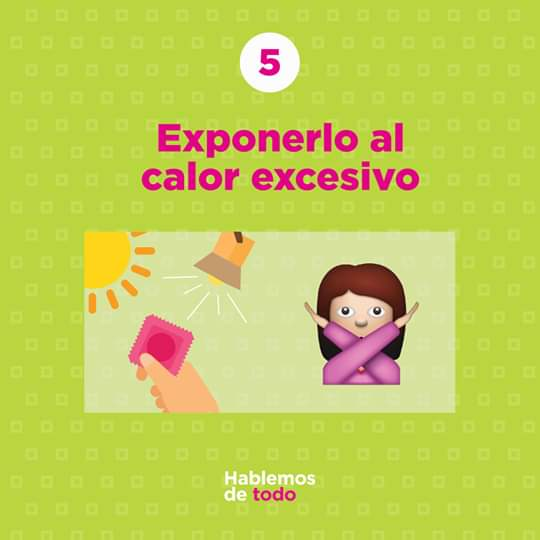 5
Exponerlo al
calor excesivo
Hablemos
de todo